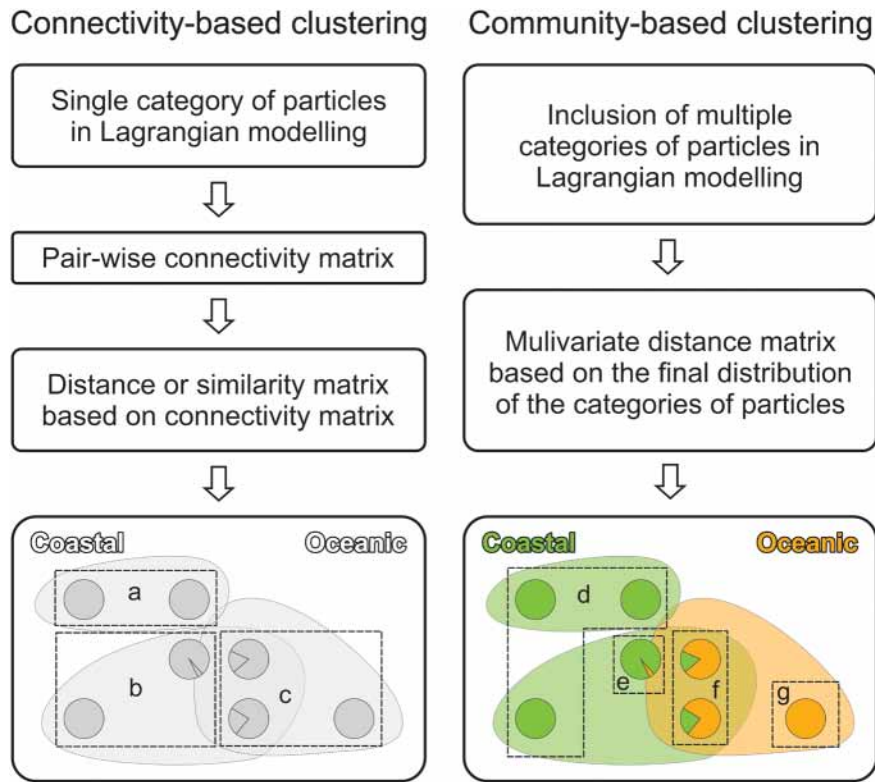 Connectivity-based clustering
Single category of particles
in Lagrangian modelling
Pair-wise connectivity matrix
Distance or similarity matrix
based on connectivity matrix
Coastal
Oceanic
a
b
c
Community-based clustering
Inclusion of multiple
categories of particles in
Lagrangian modelling
Mulivariate distance matrix
based on the final distribution
of the categories of particles
Coastal
Oceanic
d
e
f
g